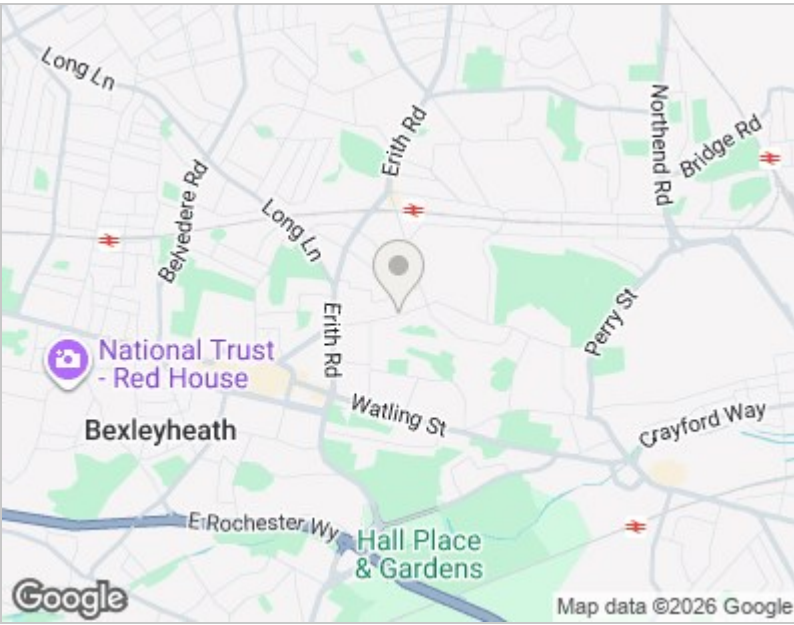 Long Ln
Erith Rd
Northend Rd
Bridge Rd
Belvedere Rd
Long Ln
Erith Rd
Perry St
National Trust
- Red House
Watling St
Crayford Way
Bexleyheath
E Rochester Wy
Hall Place
& Gardens
Google
Map data ©2026 Google